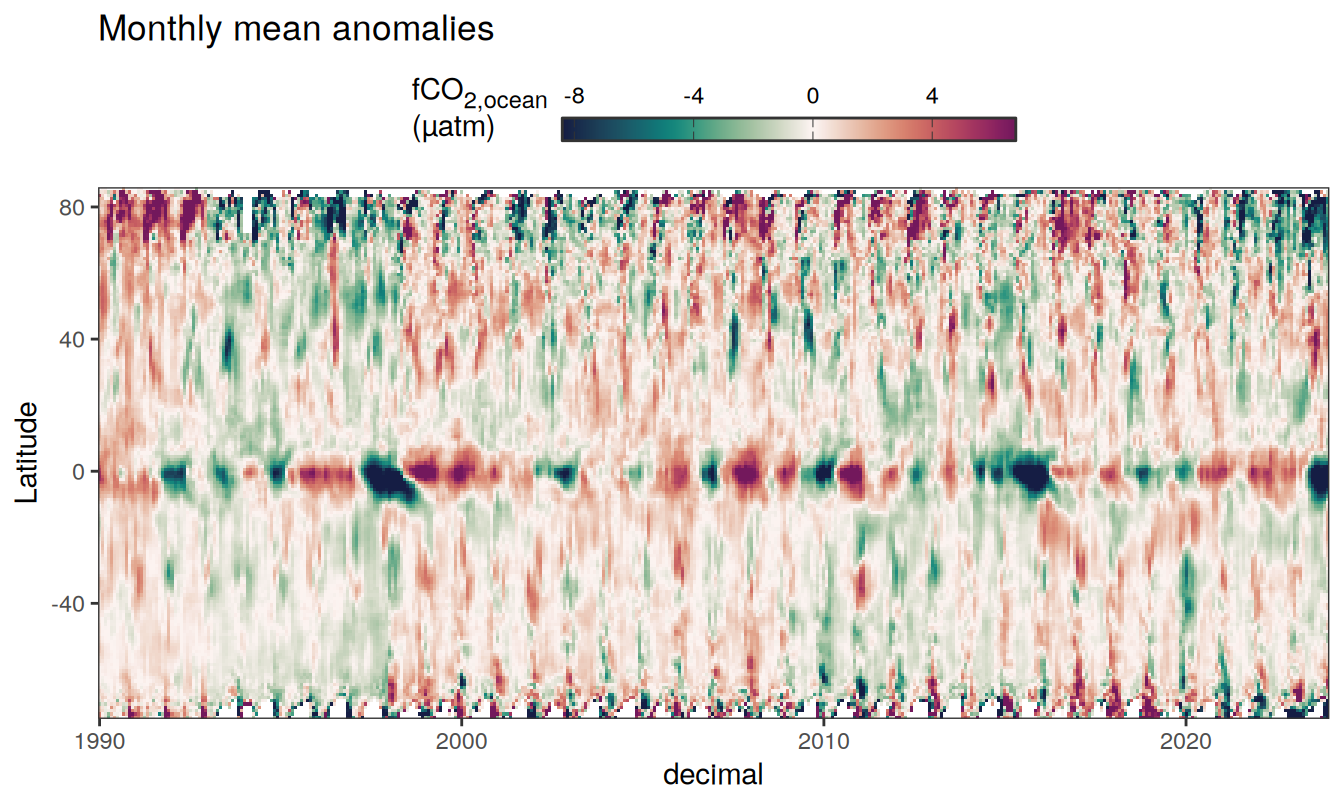 Monthly mean anomalies
fCO2,ocean
(µatm)
-8 -4 0 4
Latitude
80
40
0
-40
1990 2000 2010 2020
decimal